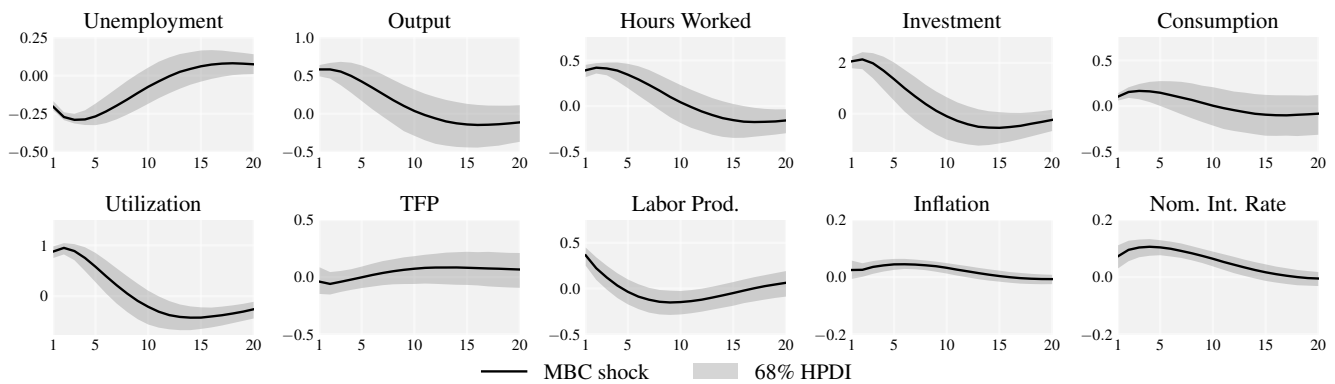 Unemployment Output Hours Worked Investment Consumption
0.25 1.0
0.00 0.5 0.5 2 0.5
−0.25 0.0 0.0 0 0.0
−0.50 −0.5 −0.5 −0.5
1 5 10 15 20 1 5 10 15 20 1 5 10 15 20 1 5 10 15 20 1 5 10 15 20
Utilization TFP Labor Prod. Inflation Nom. Int. Rate
0.5 0.2 0.2
1 0.5
0.0 0.0 0.0 0.0
0
−0.5 −0.5 −0.2 −0.2
1 5 10 15 20 1 5 10 15 20 1 5 10 15 20 1 5 10 15 20 1 5 10 15 20
MBC shock 68% HPDI